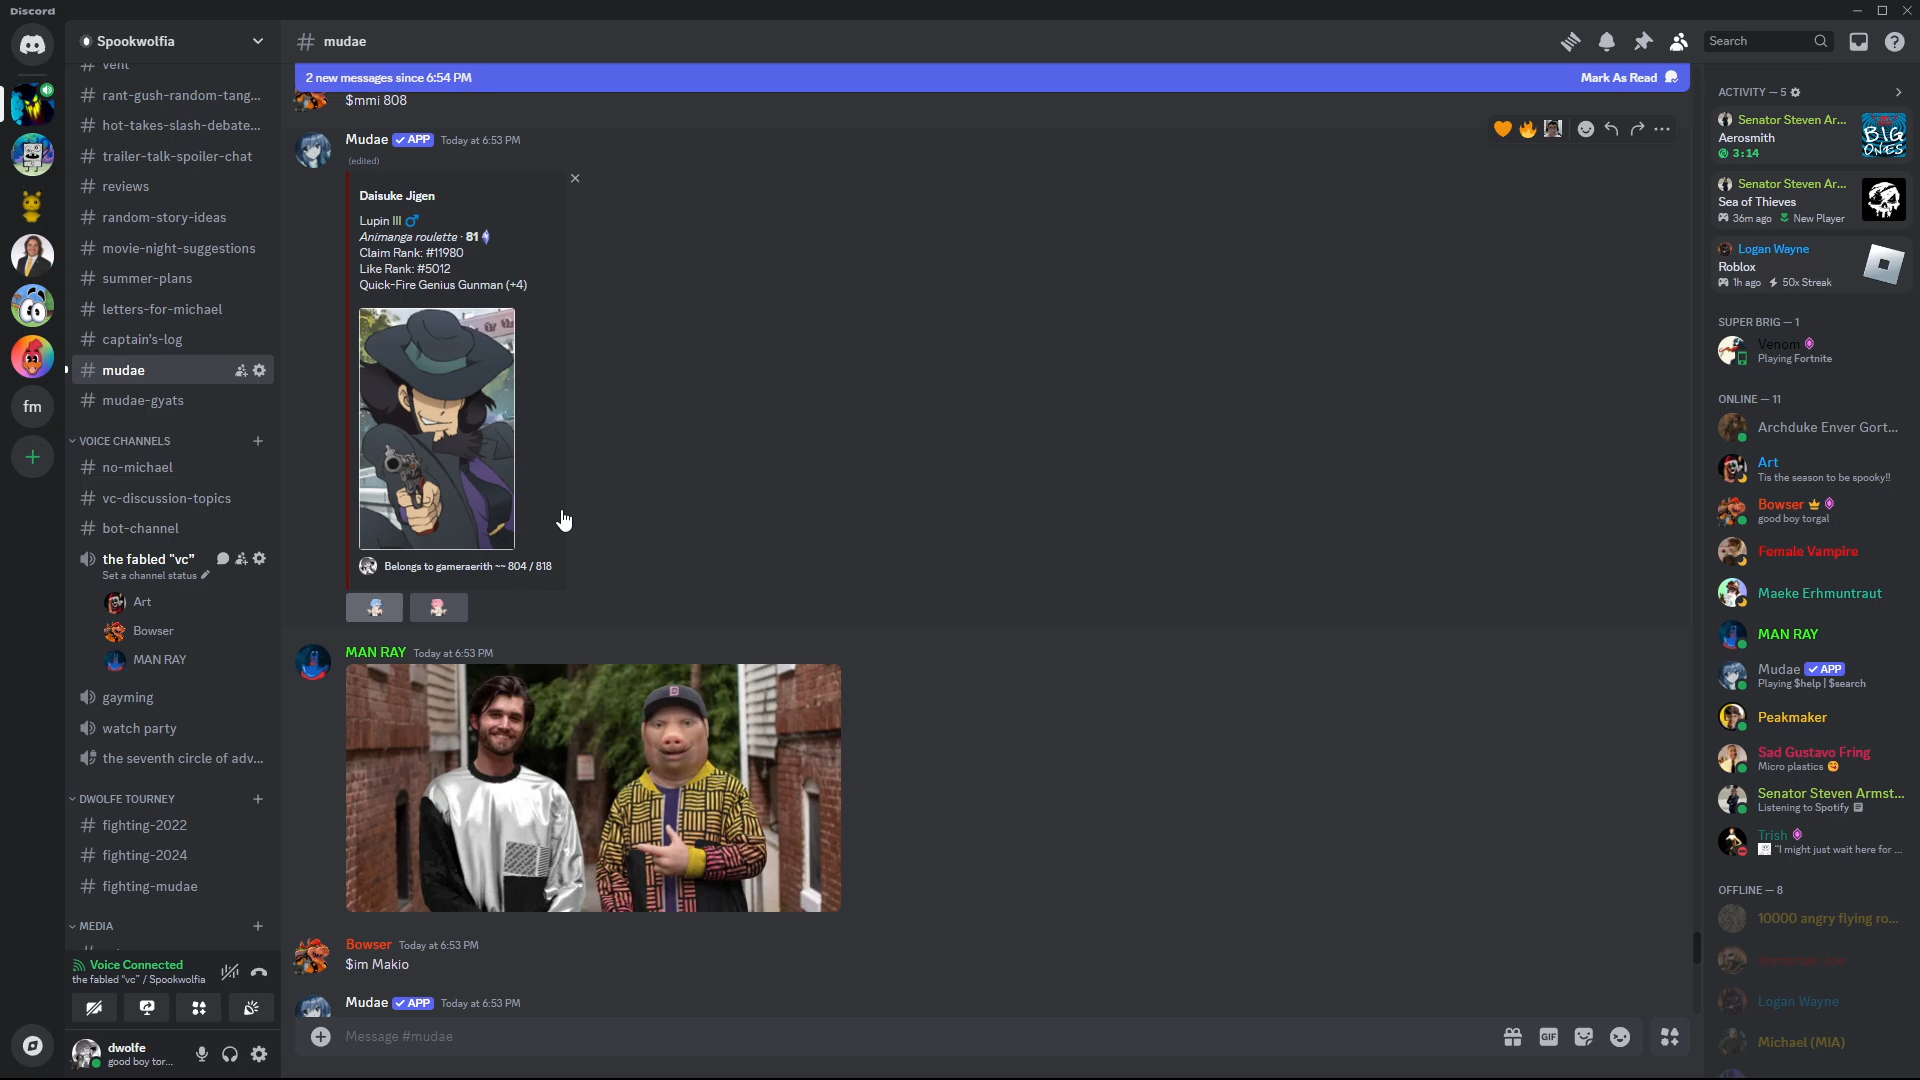 Discord
Spookwolfia
vent
rant-gush-random-tang...
hot-takes-slash-debate...
trailer-talk-spoiler-chat
reviews
random-story-ideas
movie-night-suggestions
summer-plans
letters-for-michael
captain's-log
mudae
mudae-gyats
fm
VOICE CHANNELS
no-michael
vc-discussion-topics
bot-channel
the fabled "vc"
Set a channel status
Art
Bowser
MAN RAY
gayming
watch party
the seventh circle of adv...
DWOLFE TOURNEY
fighting-2022
fighting-2024
fighting-mudae
MEDIA
Voice Connected
the fabled "vc" / Spookwolfia
dwolfe
good boy tor...
# mudae
Search
2 new messages since 6:54 PM
Mark As Read
$mmi 808
Mudae ✓ APP Today at 6:53 PM
(edited)
Daisuke Jigen
Lupin III ♂
Animanga roulette · 81
Claim Rank: #11980
Like Rank: #5012
Quick-Fire Genius Gunman (+4)
Belongs to gameraerith ~~ 804 / 818
MAN RAY Today at 6:53 PM
Bowser Today at 6:53 PM
$im Makio
Mudae ✓ APP Today at 6:53 PM
Message #mudae
GIF
ACTIVITY — 5
Senator Steven Ar...
Aerosmith
3:14
BIG ONES
Senator Steven Ar...
Sea of Thieves
36m ago New Player
Logan Wayne
Roblox
1h ago 50x Streak
SUPER BRIG — 1
Venom
Playing Fortnite
ONLINE — 11
Archduke Enver Gort...
Art
Tis the season to be spooky!!
Bowser
good boy torgal
Female Vampire
Maeke Erhmuntraut
MAN RAY
Mudae ✓ APP
Playing $help | $search
Peakmaker
Sad Gustavo Fring
Micro plastics
Senator Steven Armst...
Listening to Spotify
Trish
"I might just wait here for ...
OFFLINE — 8
10000 angry flying ro...
Logan Wayne
Michael (MIA)